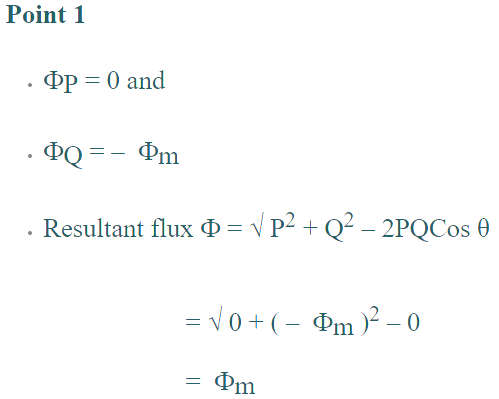 Point 1
. ΦP = 0 and
. ΦQ = – Φm
. Resultant flux Φ = √ P² + Q² – 2PQCos θ
= √ 0 + ( – Φm )² – 0
= Φm